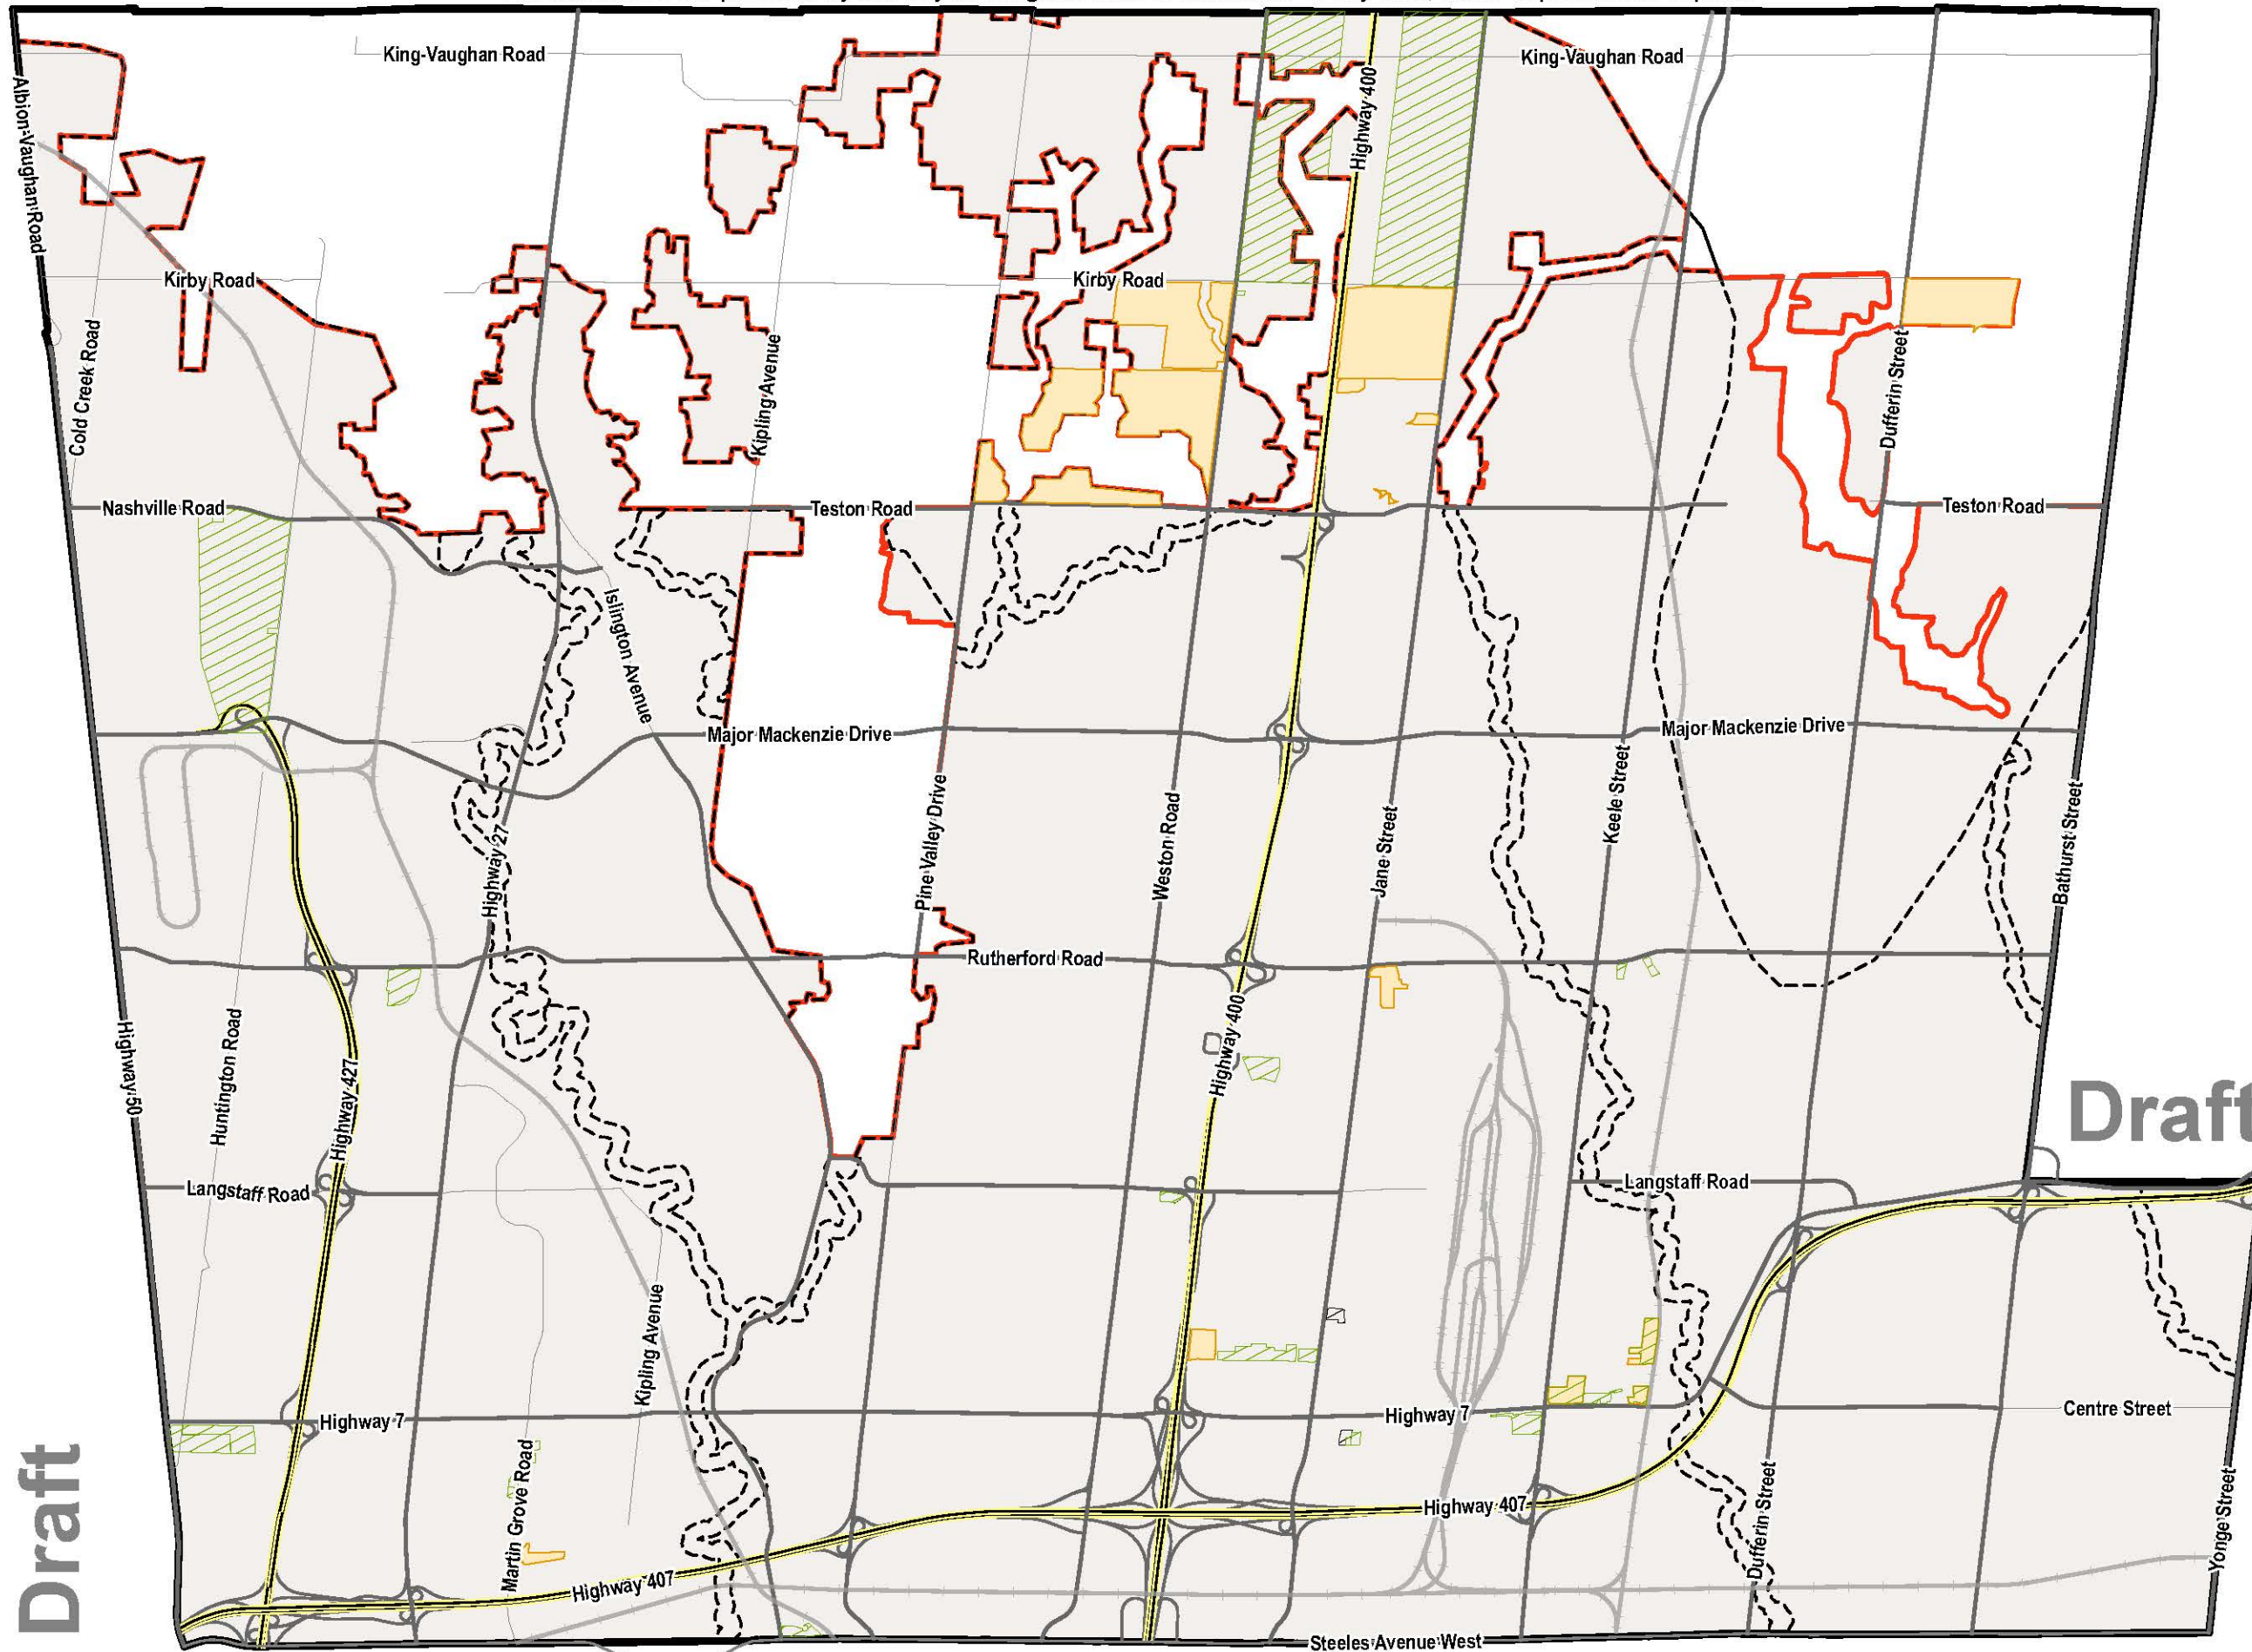 King-Vaughan Road
King-Vaughan Road
Albion-Vaughan Road
Highway 400
Kirby Road
Kirby Road
Cold Creek Road
Kipling Avenue
Dufferin Street
Nashville Road
Teston Road
Teston Road
Islington Avenue
Major Mackenzie Drive
Major Mackenzie Drive
Highway 27
Pine Valley Drive
Weston Road
Jane Street
Keele Street
Bathurst Street
Rutherford Road
Highway 50
Huntington Road
Highway 427
Highway 400
Draft
Langstaff Road
Langstaff Road
Kipling Avenue
Highway 7
Highway 7
Centre Street
Draft
Martin Grove Road
Highway 407
Highway 407
Dufferin Street
Yonge Street
Steeles Avenue West